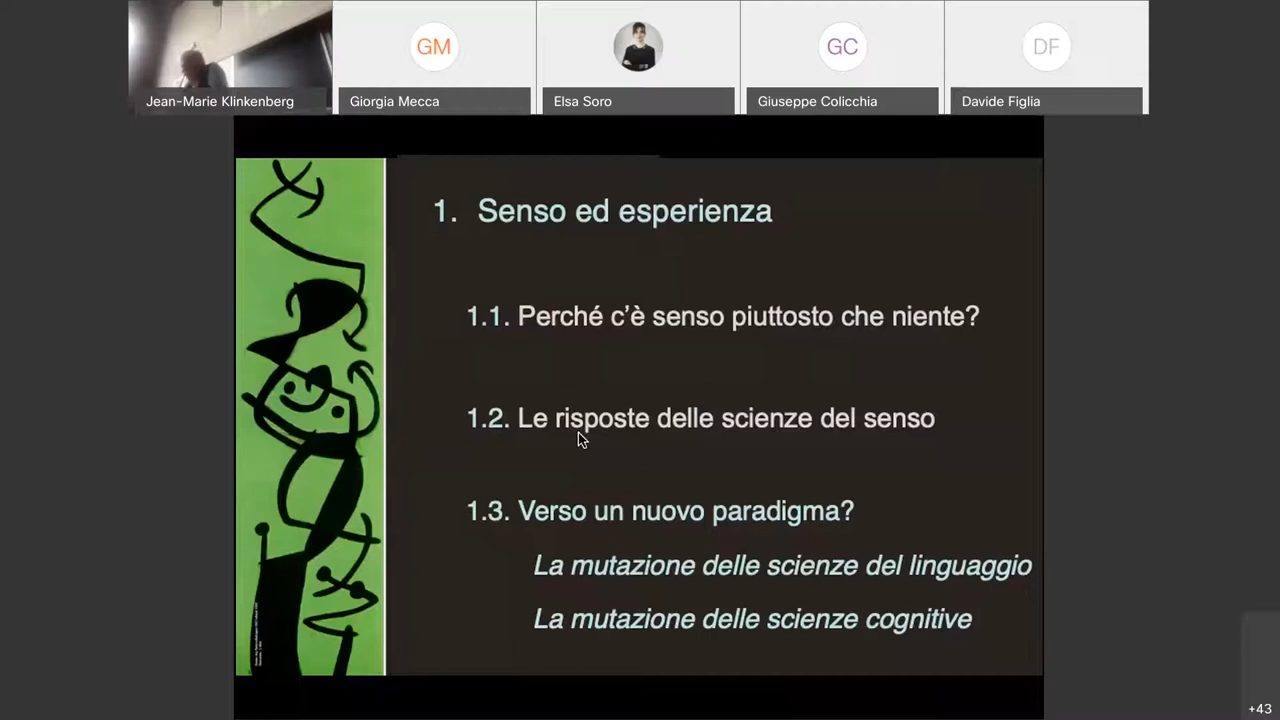 GM
GC
DF
Jean-Marie Klinkenberg
Giorgia Mecca
Elsa Soro
Giuseppe Colicchia
Davide Figlia
1. Senso ed esperienza
1.1. Perché c’è senso piuttosto che niente?
1.2. Le risposte delle scienze del senso
1.3. Verso un nuovo paradigma?
La mutazione delle scienze del linguaggio
La mutazione delle scienze cognitive
+43